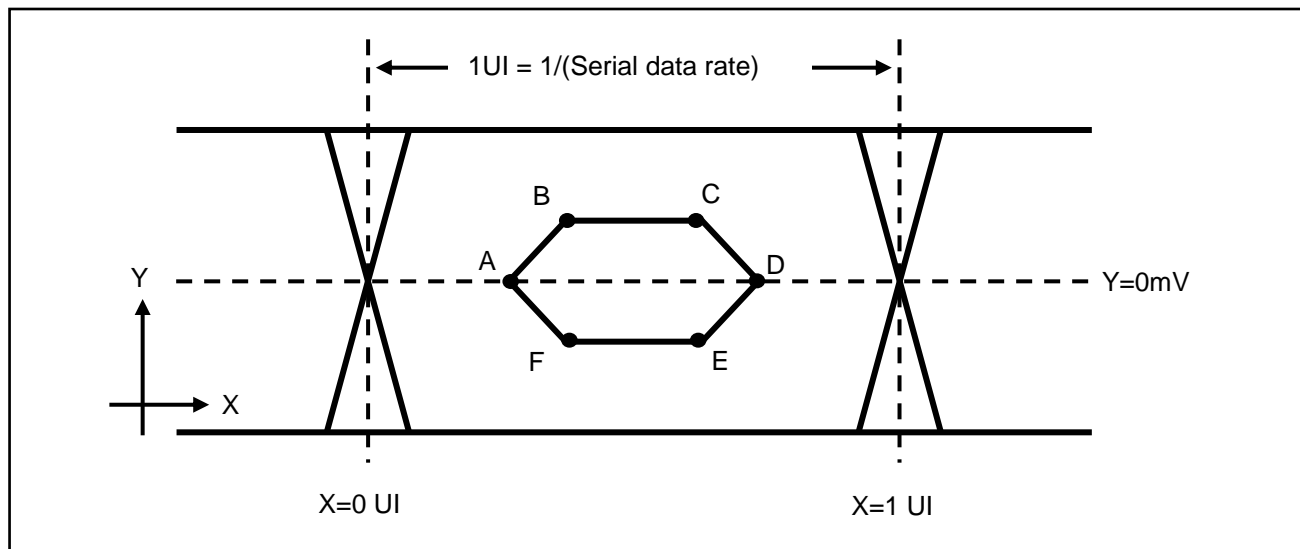 1UI = 1/(Serial data rate)
B
C
A
D
Y
Y=0mV
F
E
X
X=0 UI
X=1 UI